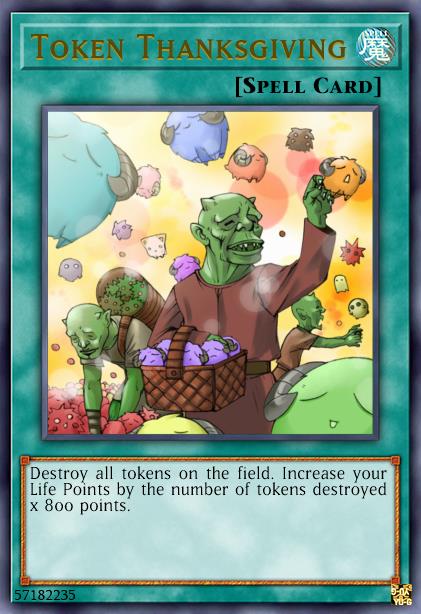 Token Thanksgiving
魔
[Spell Card]
Destroy all tokens on the field. Increase your
Life Points by the number of tokens destroyed
x 800 points.
57182235